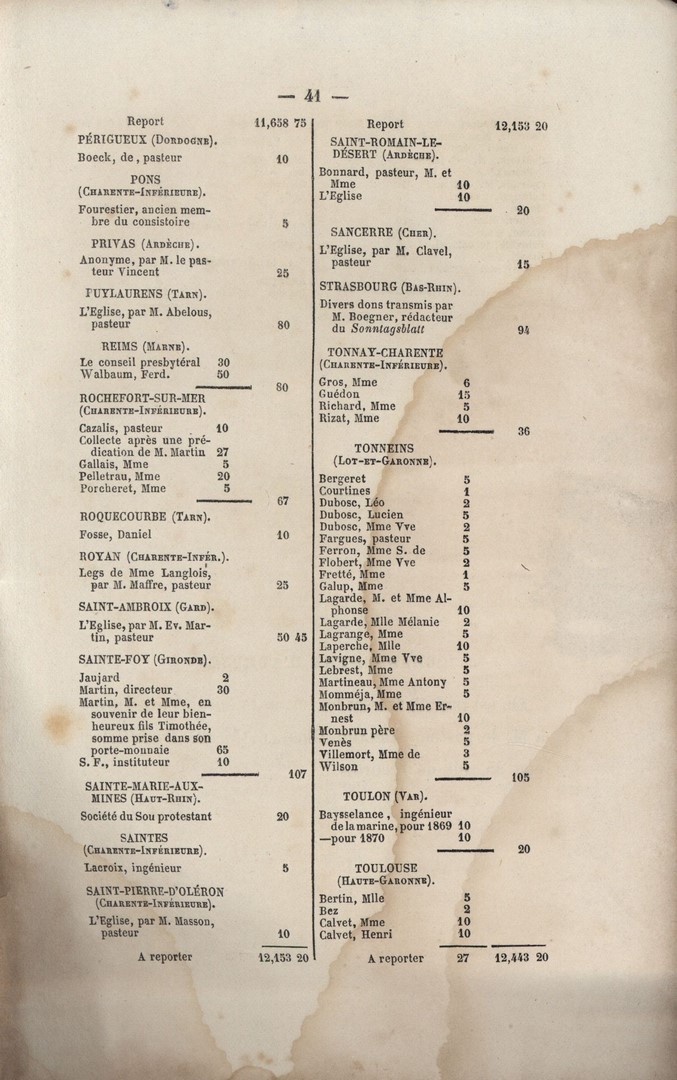 — 41 —
Report 11,658 75
PÉRIGUEUX (DORDOGNE).
Boeck, de, pasteur 10
PONS
(CHARENTE-INFÉRIEURE).
Fourestier, ancien mem-
bre du consistoire 5
PRIVAS (ARDÈCHE).
Anonyme, par M. le pas-
teur Vincent 25
PUYLAURENS (TARN).
L'Eglise, par M. Abelous,
pasteur 80
REIMS (MARNE).
Le conseil presbytéral 30
Walbaum, Ferd. 50
80
ROCHEFORT-SUR-MER
(CHARENTE-INFÉRIEURE).
Cazalis, pasteur 10
Collecte après une pré-
dication de M. Martin 27
Gallais, Mme 5
Pelletrau, Mme 20
Porcheret, Mme 5
67
ROQUECOURBE (TARN).
Fosse, Daniel 10
ROYAN (CHARENTE-INFÉR.).
Legs de Mme Langlois,
par M. Maffre, pasteur 25
SAINT-AMBROIX (GARD).
L'Eglise, par M. Ev. Mar-
tin, pasteur 50 45
SAINTE-FOY (GIRONDE).
Jaujard 2
Martin, directeur 30
Martin, M. et Mme, en
souvenir de leur bien-
heureux fils Timothée,
somme prise dans son
porte-monnaie 65
S. F., instituteur 10
107
SAINTE-MARIE-AUX-
MINES (HAUT-RHIN).
Société du Sou protestant 20
SAINTES
(CHARENTE-INFÉRIEURE).
Lacroix, ingénieur 5
SAINT-PIERRE-D'OLÉRON
(CHARENTE-INFÉRIEURE).
L'Eglise, par M. Masson,
pasteur 10
A reporter 12,153 20
Report 12,153 20
SAINT-ROMAIN-LE-
DÉSERT (ARDÈCHE).
Bonnard, pasteur, M. et
Mme 10
L'Eglise 10
20
SANCERRE (CHER).
L'Eglise, par M. Clavel,
pasteur 15
STRASBOURG (BAS-RHIN).
Divers dons transmis par
M. Boegner, rédacteur
du Sonntagsblatt 94
TONNAY-CHARENTE
(CHARENTE-INFÉRIEURE).
Gros, Mme 6
Guédon 15
Richard, Mme 5
Rizat, Mme 10
36
TONNEINS
(LOT-ET-GARONNE).
Bergeret 5
Courtines 1
Dubosc, Léo 2
Dubosc, Lucien 5
Dubosc, Mme Vve 2
Fargues, pasteur 5
Ferron, Mme S. de 5
Flobert, Mme Vve 2
Fretté, Mme 1
Galup, Mme 5
Lagarde, M. et Mme Al-
phonse 10
Lagarde, Mlle Mélanie 2
Lagrange, Mme 5
Laperche, Mlle 10
Lavigne, Mme Vve 5
Lebrest, Mme 5
Martineau, Mme Antony 5
Momméja, Mme 5
Monbrun, M. et Mme Er-
nest 10
Monbrun père 2
Venès 5
Villemort, Mme de 3
Wilson 5
105
TOULON (VAR).
Baysselance, ingénieur
de la marine, pour 1869 10
—pour 1870 10
20
TOULOUSE
(HAUTE-GARONNE).
Bertin, Mlle 5
Bez 2
Calvet, Mme 10
Calvet, Henri 10
A reporter 27 12,443 20